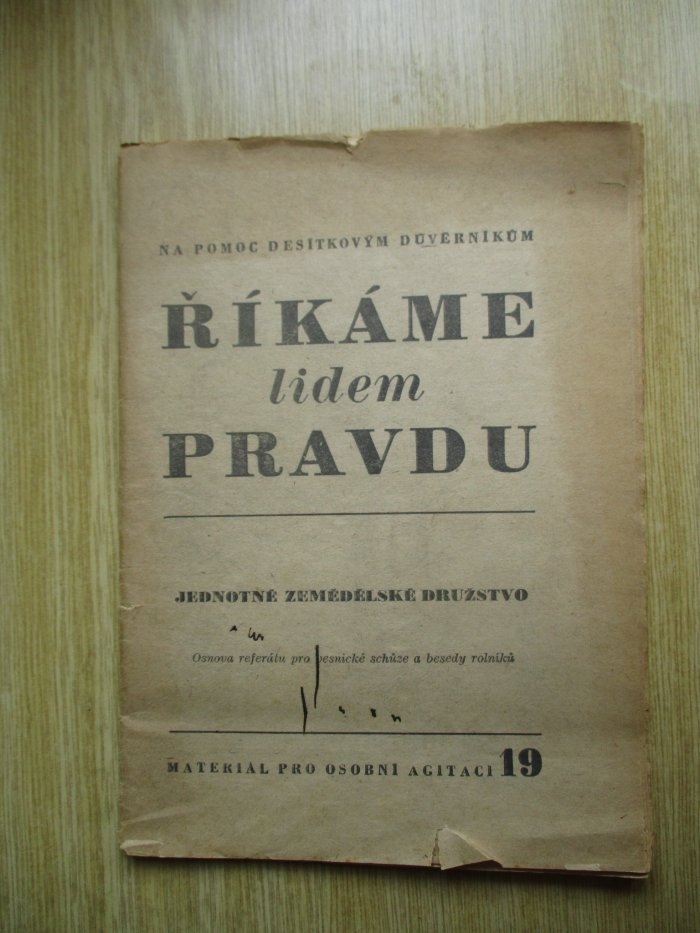 NA POMOC DESÍTKOVÝM DŮVĚRNÍKŮM
ŘÍKÁME
lidem
PRAVDU
JEDNOTNÉ ZEMĚDĚLSKÉ DRUŽSTVO
Osnova referátu pro vesnické schůze a besedy rolníků
MATERIÁL PRO OSOBNÍ AGITACI 19